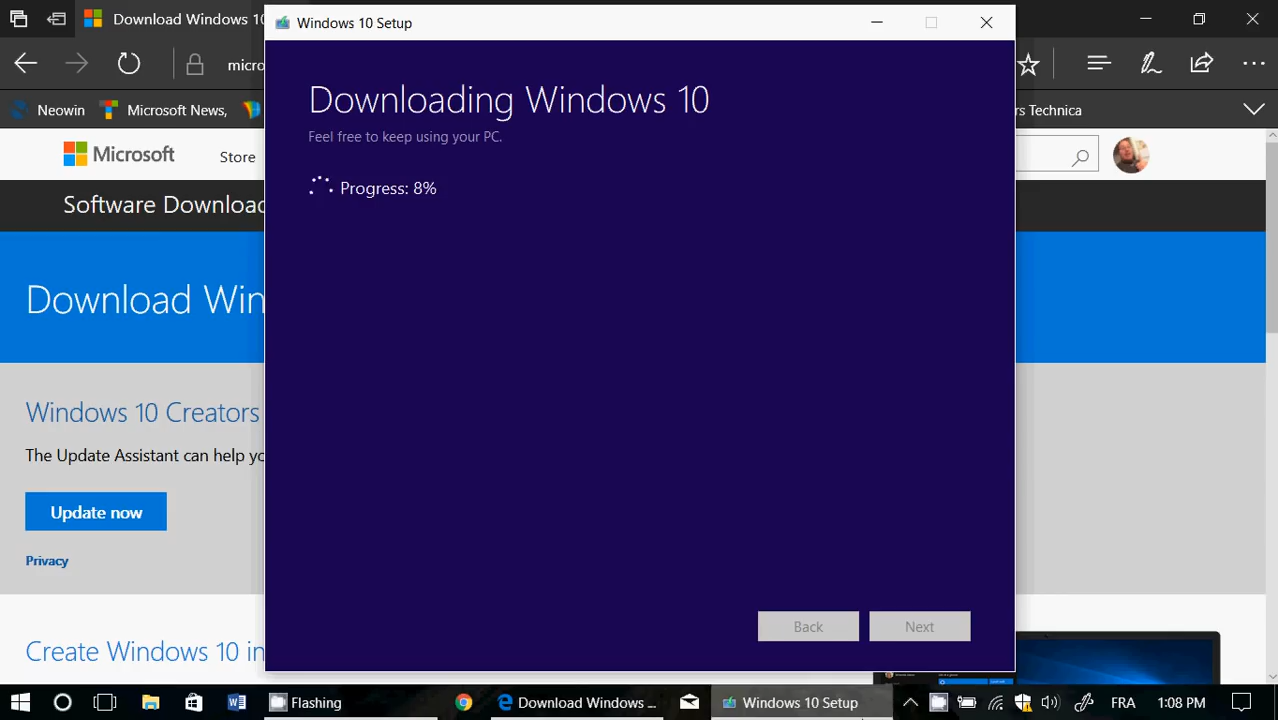 Download Windows 10
Windows 10 Setup
micro
Neowin
Microsoft News,
rs Technica
Microsoft
Store
Software Download
Download Win
Downloading Windows 10
Feel free to keep using your PC.
Progress: 8%
Windows 10 Creators
The Update Assistant can help yo
Update now
Privacy
Create Windows 10 in
Back
Next
Flashing
Download Windows ...
Windows 10 Setup
FRA
1:08 PM